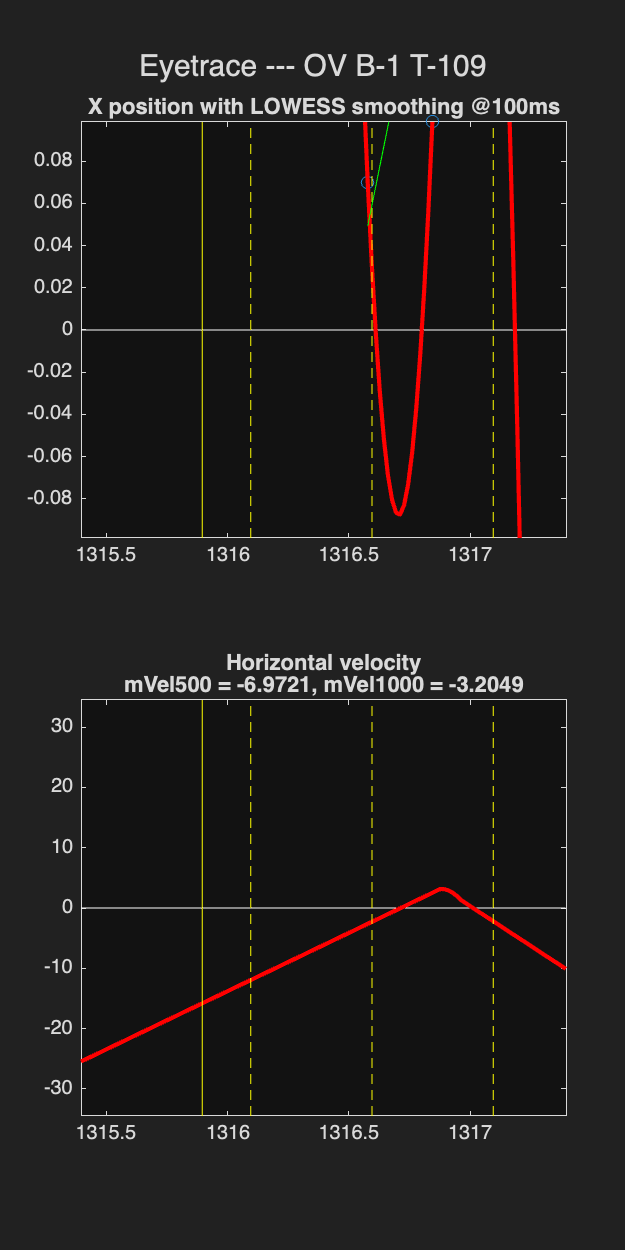 Eyetrace --- OV B-1 T-109
X position with LOWESS smoothing @100ms
0.08
0.06
0.04
0.02
0
-0.02
-0.04
-0.06
-0.08
1315.5 1316 1316.5 1317
Horizontal velocity
mVel500 = -6.9721, mVel1000 = -3.2049
30
20
10
0
-10
-20
-30
1315.5 1316 1316.5 1317